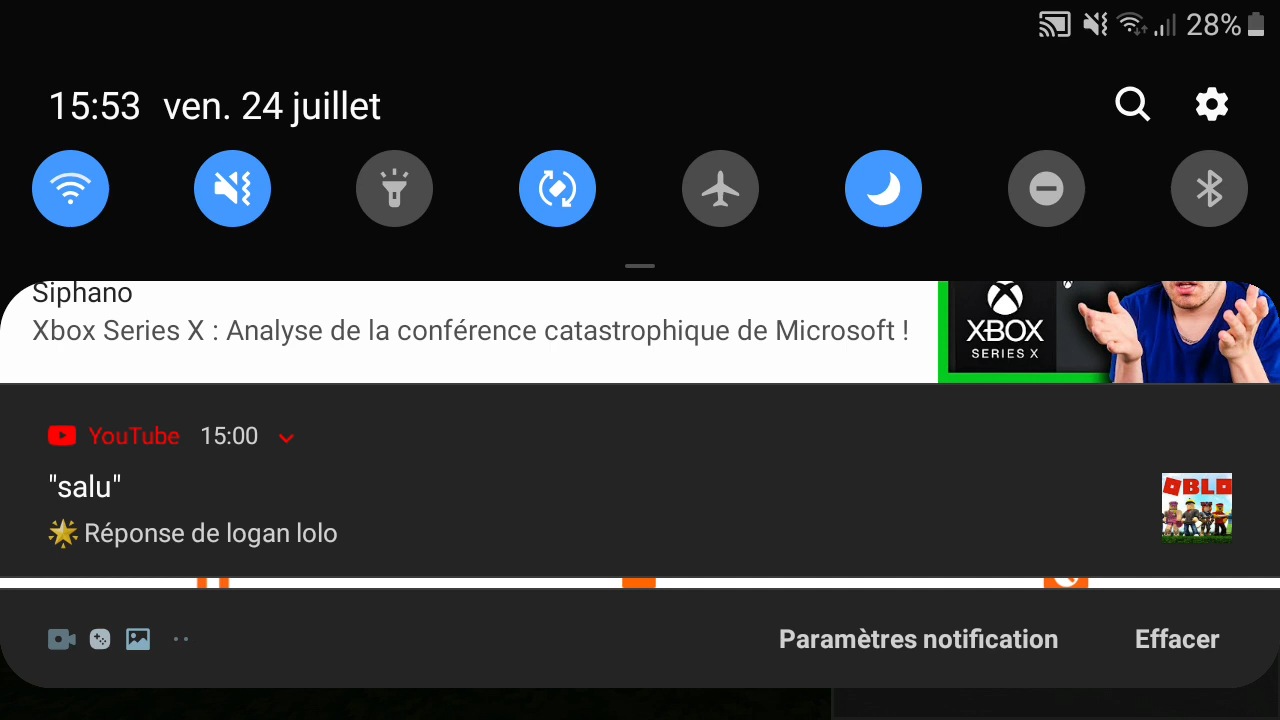 28%
15:53 ven. 24 juillet
Siphano
Xbox Series X : Analyse de la conférence catastrophique de Microsoft !
XBOX
SERIES X
YouTube 15:00
"salu"
Réponse de logan lolo
OBLO
Paramètres notification Effacer